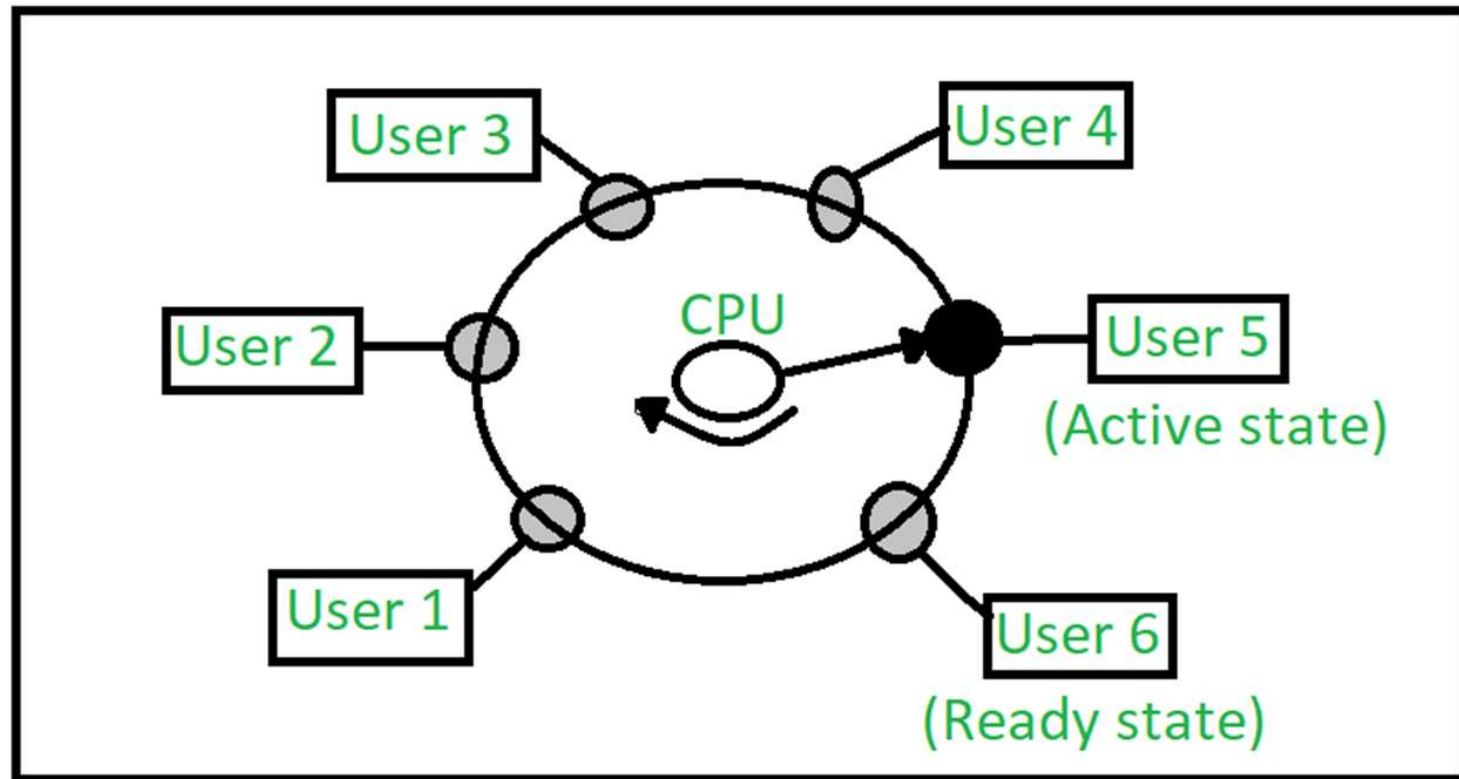 User 3
User 4
CPU
User 2
User 5
(Active state)
User 1
User 6
(Ready state)